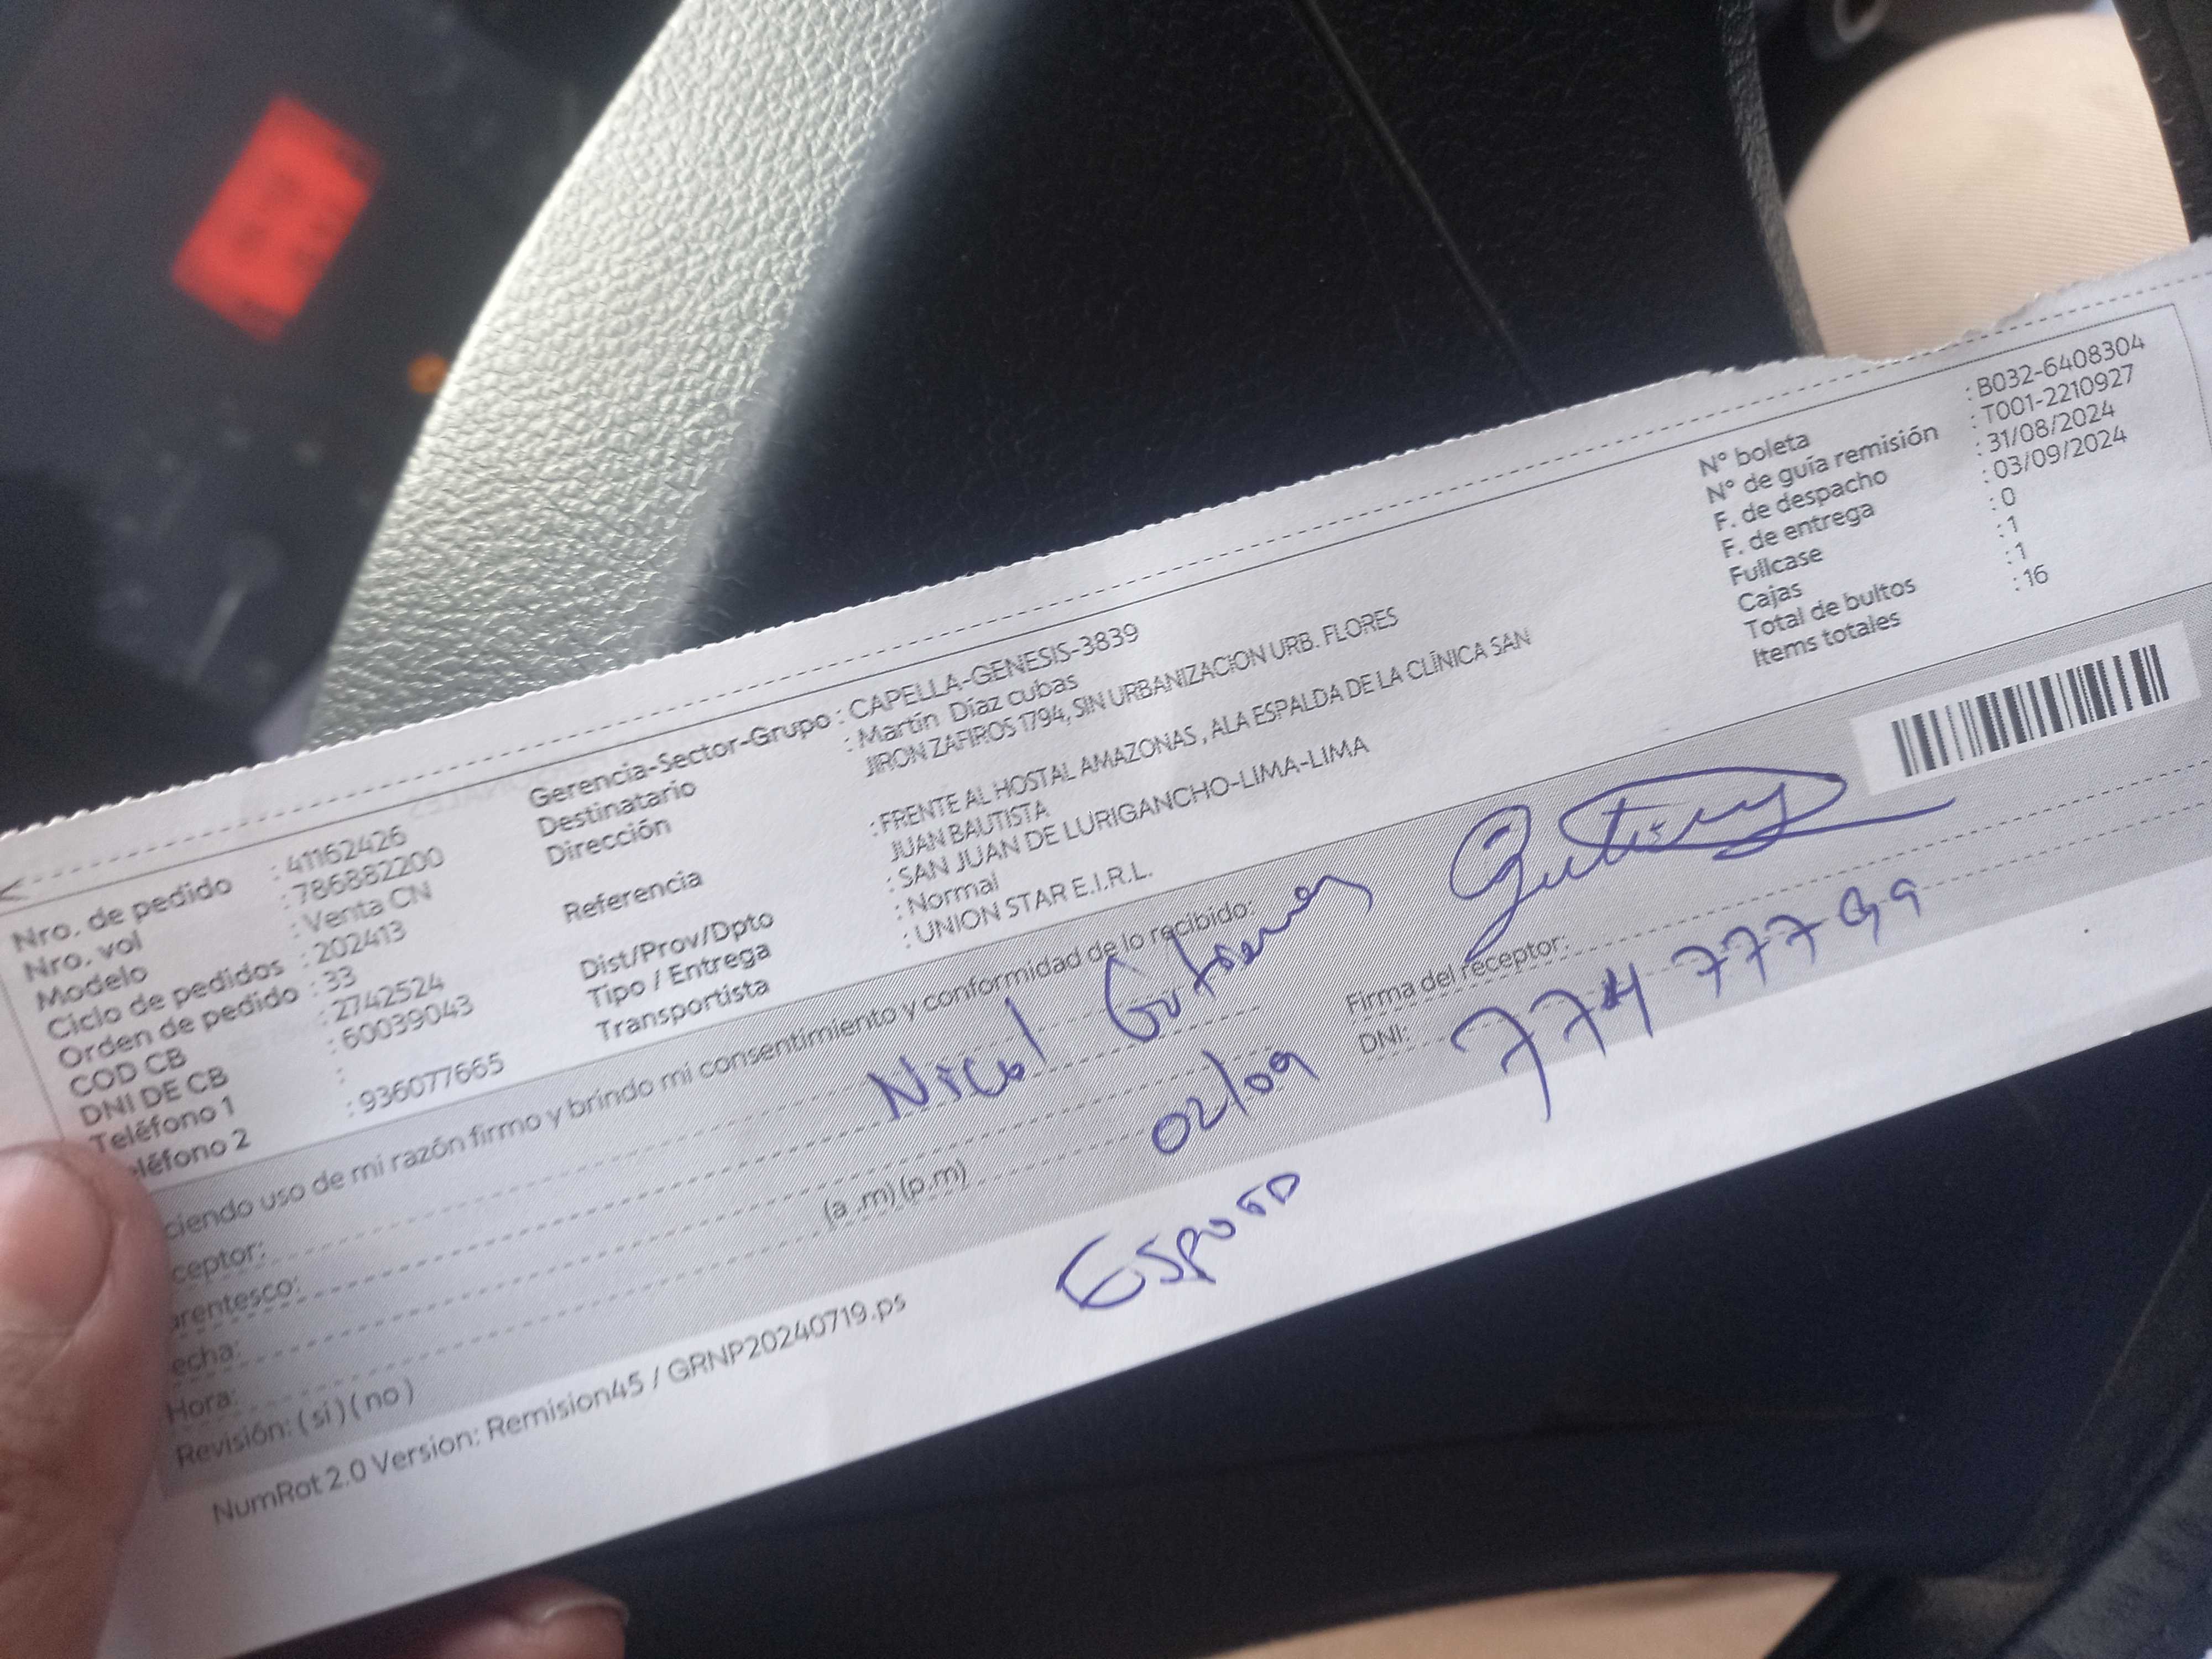 Nro. de pedido : 41162426
Nro. vol : 786882200
Modelo : Venta CN
Ciclo de pedidos : 202413
Orden de pedido : 33
COD CB : 2742524
DNI DE CB : 60039043
Teléfono 1 :
eléfono 2 : 936077665
Gerencia-Sector-Grupo : CAPELLA-GENESIS-3839
Destinatario : Martín Díaz cubas
Dirección JIRON ZAFIROS 1794, SIN URBANIZACION URB. FLORES
Referencia : FRENTE AL HOSTAL AMAZONAS , ALA ESPALDA DE LA CLÍNICA SAN
JUAN BAUTISTA
Dist/Prov/Dpto : SAN JUAN DE LURIGANCHO-LIMA-LIMA
Tipo / Entrega : Normal
Transportista : UNION STAR E.I.R.L.
N° boleta : B032-6408304
N° de guía remisión : T001-2210927
F. de despacho : 31/08/2024
F. de entrega : 03/09/2024
Fullcase : 0
Cajas : 1
Total de bultos : 1
Items totales : 16
ciendo uso de mi razón firmo y brindo mi consentimiento y conformidad de lo recibido:
ceptor: Nicol
Firma del receptor:
arentesco:
DNI:
echa: 02/09
Hora: (a .m) (p.m)
Revisión: ( sí ) ( no )
Esposo
NumRot 2.0 Version: Remision45 / GRNP20240719.ps